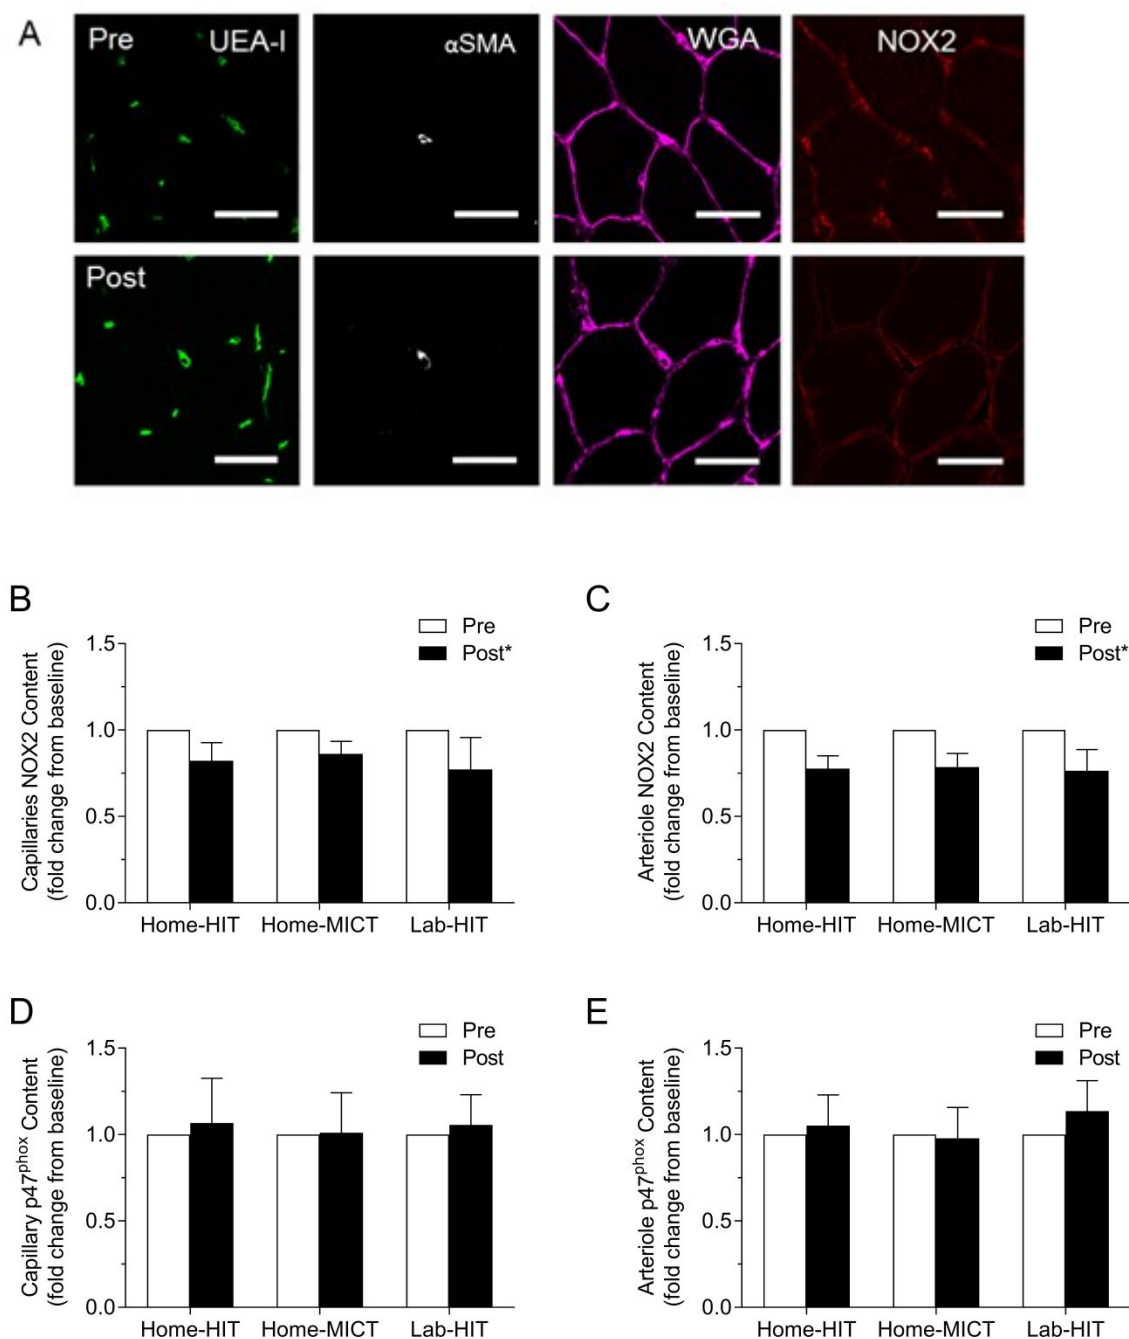 A
Pre
UEA-I
αSMA
WGA
NOX2
Post
B
Pre
Post*
Capillaries NOX2 Content
(fold change from baseline)
1.5
1.0
0.5
0.0
Home-HIT
Home-MICT
Lab-HIT
C
Pre
Post*
Arteriole NOX2 Content
(fold change from baseline)
1.5
1.0
0.5
0.0
Home-HIT
Home-MICT
Lab-HIT
D
Pre
Post
Capillary p47phox Content
(fold change from baseline)
1.5
1.0
0.5
0.0
Home-HIT
Home-MICT
Lab-HIT
E
Pre
Post
Arteriole p47phox Content
(fold change from baseline)
1.5
1.0
0.5
0.0
Home-HIT
Home-MICT
Lab-HIT